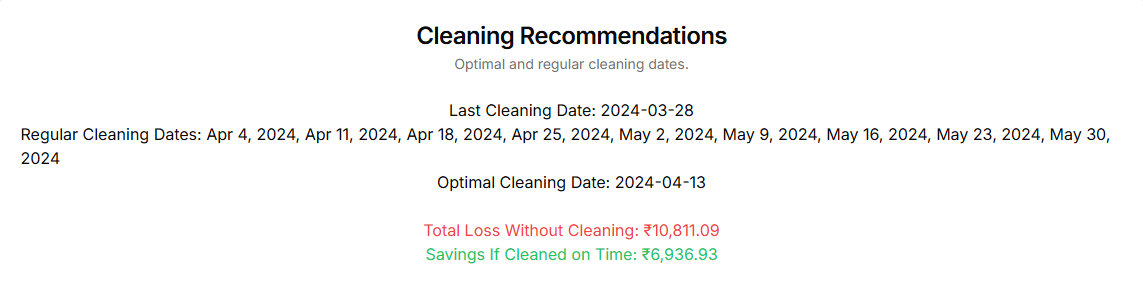 Cleaning Recommendations
Optimal and regular cleaning dates.
Last Cleaning Date: 2024-03-28
Regular Cleaning Dates: Apr 4, 2024, Apr 11, 2024, Apr 18, 2024, Apr 25, 2024, May 2, 2024, May 9, 2024, May 16, 2024, May 23, 2024, May 30,
2024
Optimal Cleaning Date: 2024-04-13
Total Loss Without Cleaning: ₹10,811.09
Savings If Cleaned on Time: ₹6,936.93